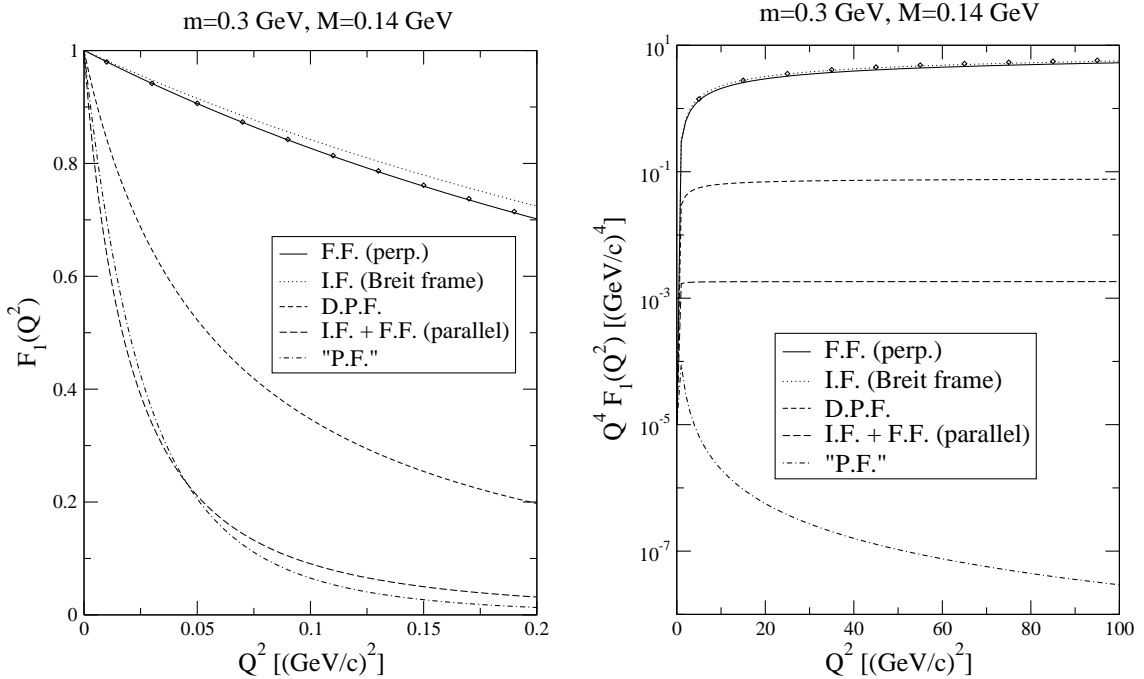 m=0.3 GeV, M=0.14 GeV
1
0.8
0.6
0.4
0.2
0
F₁(Q²)
F.F. (perp.)
I.F. (Breit frame)
D.P.F.
I.F. + F.F. (parallel)
"P.F."
0
0.05
0.1
0.15
0.2
Q² [(GeV/c)²]
m=0.3 GeV, M=0.14 GeV
10¹
10⁻¹
10⁻³
10⁻⁵
10⁻⁷
Q⁴ F₁(Q²) [(GeV/c)⁴]
F.F. (perp.)
I.F. (Breit frame)
D.P.F.
I.F. + F.F. (parallel)
"P.F."
0
20
40
60
80
100
Q² [(GeV/c)²]